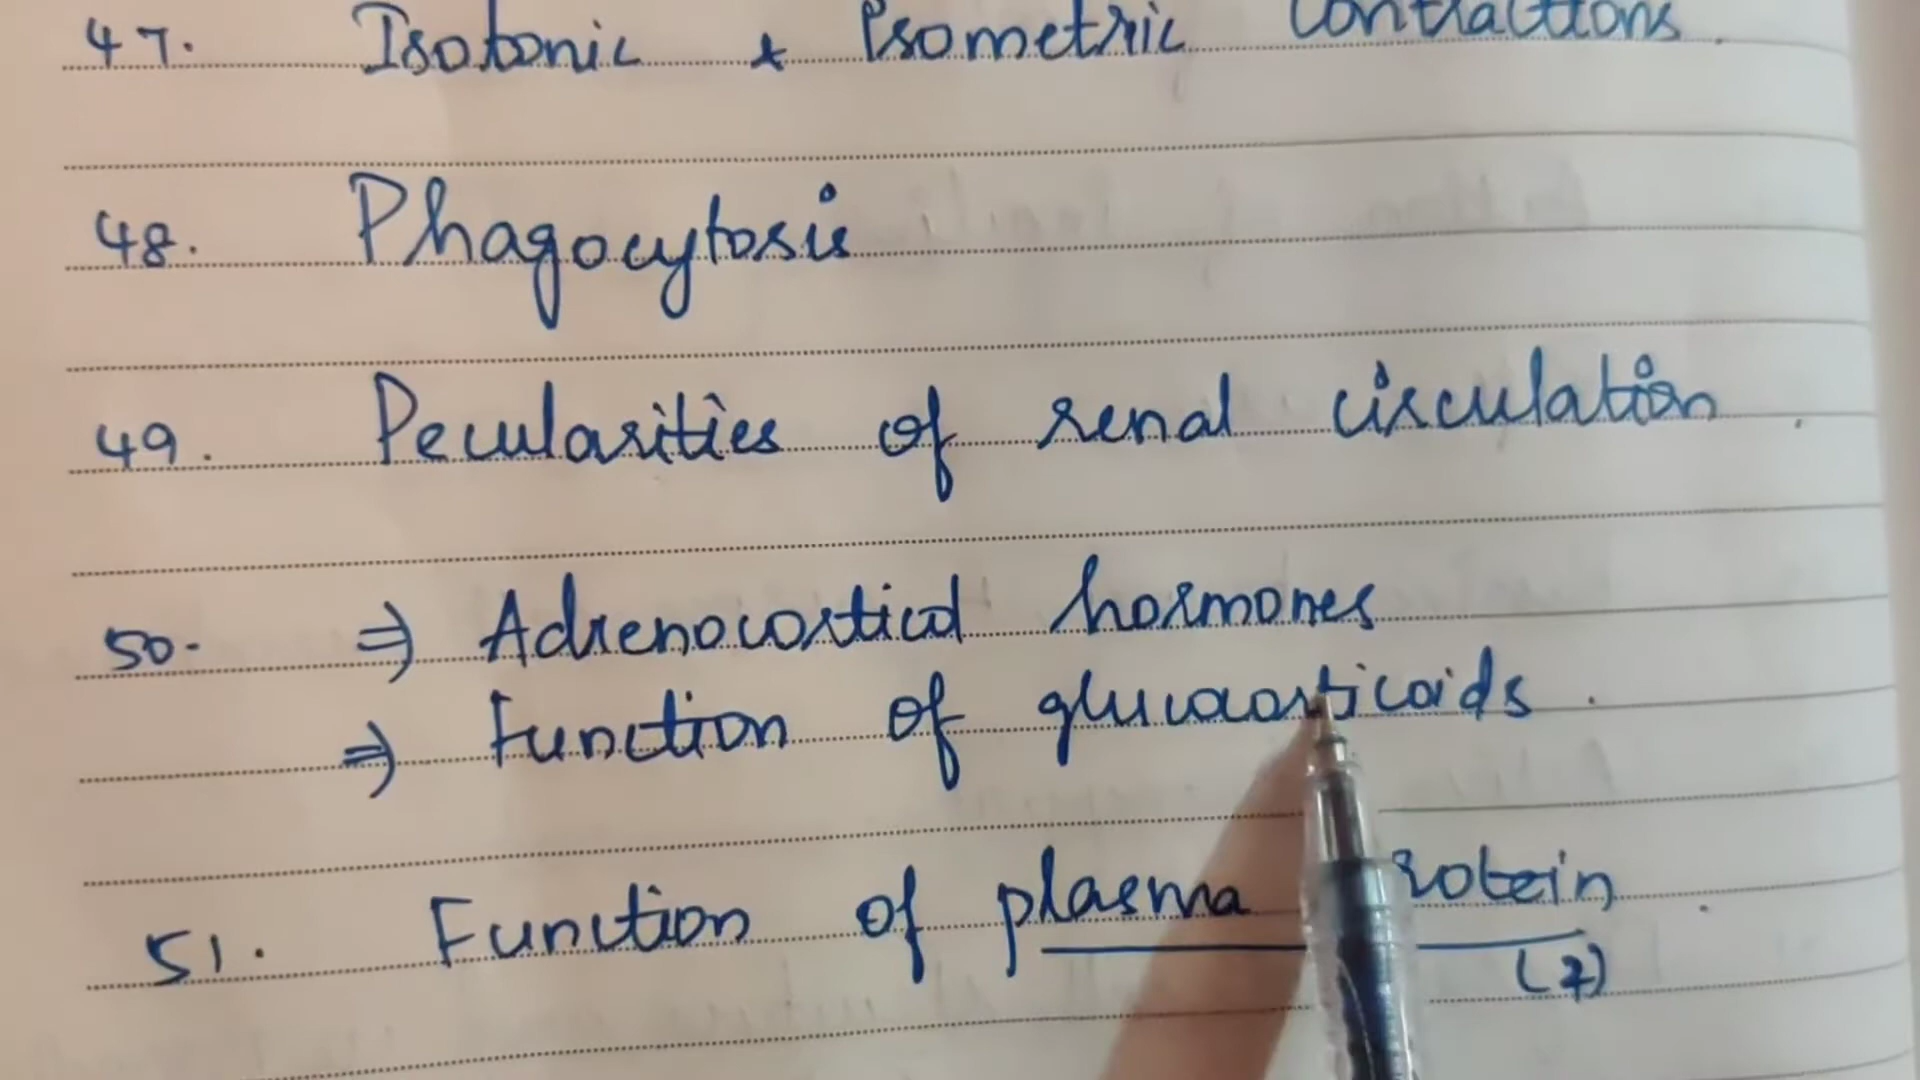 47. Isotonic & Isometric contractions.
48. Phagocytosis
49. Pecularities of renal circulation.
50. ⇒ Adrenocortical hormones
⇒ Function of glucocorticoids.
51. Function of plasma rotein.
(7)